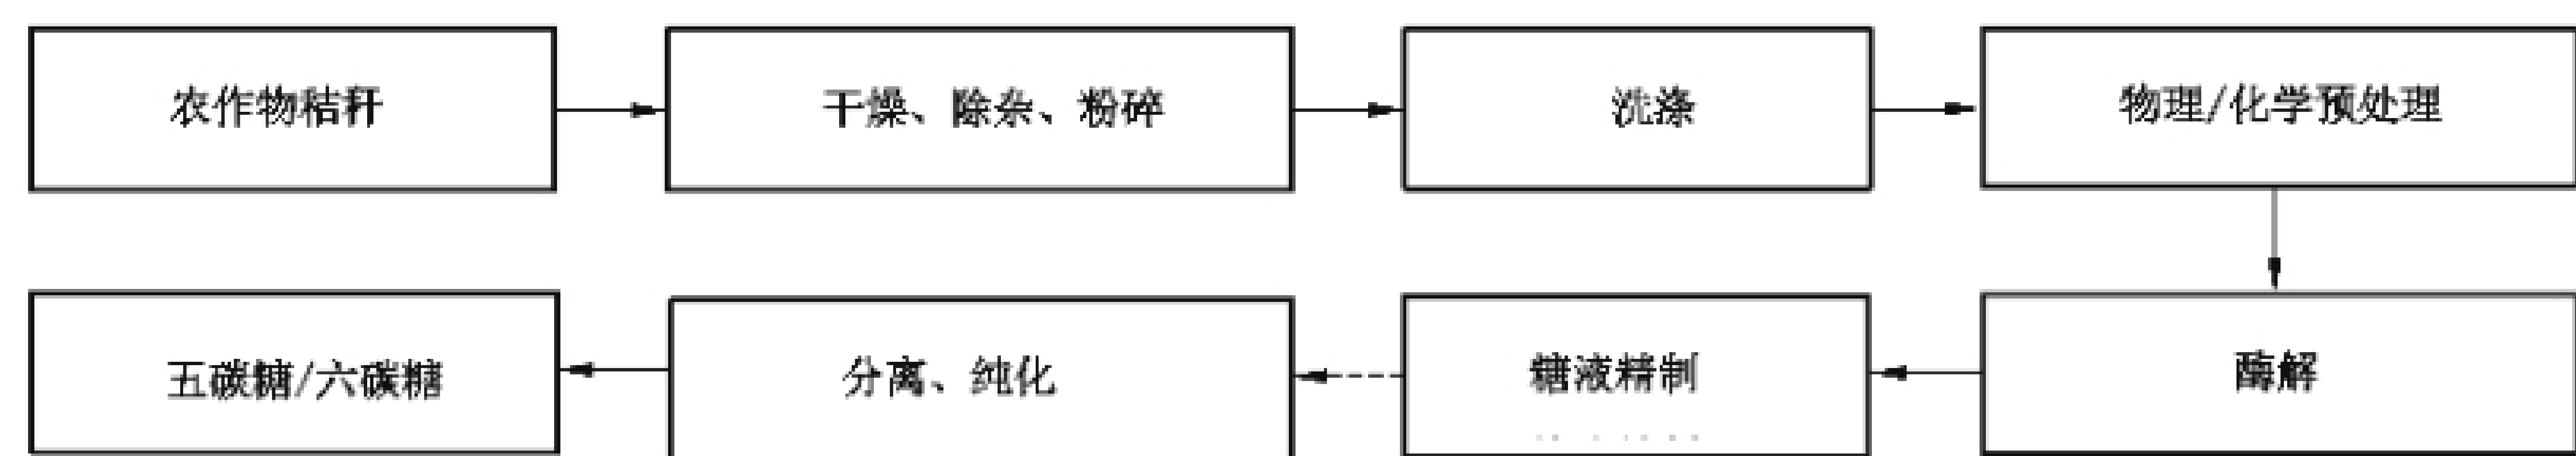 农作物秸秆
干燥、除杂、粉碎
洗涤
物理/化学预处理
酶解
糖液精制
分离、纯化
五碳糖/六碳糖